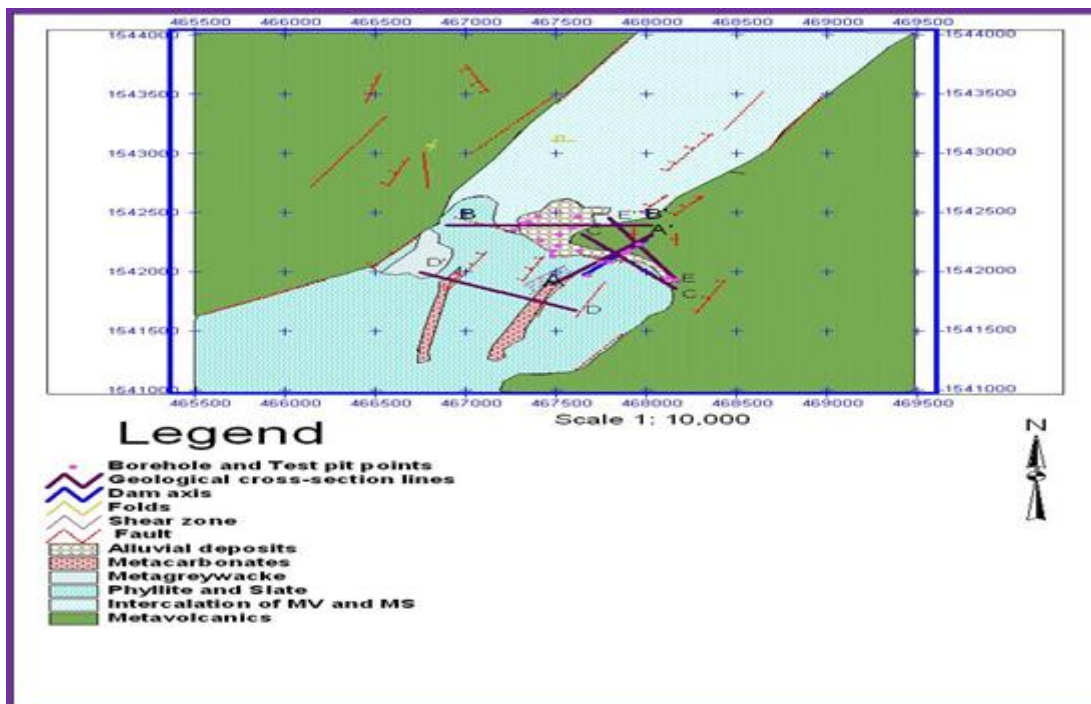 465500 466000 466500 467000 467500 468000 468500 469000 469500
1544000 1544000
1543500 1543500
1543000 1543000
1542500 B E' B' 1542500
C A'
1542000 D' A E 1542000
C
D
1541500 1541500
1541000 1541000
465500 466000 466500 467000 467500 468000 468500 469000 469500
Scale 1: 10,000
Legend
N
Borehole and Test pit points
Geological cross-section lines
Dam axis
Folds
Shear zone
Fault
Alluvial deposits
Metacarbonates
Metagreywacke
Phyllite and Slate
Intercalation of MV and MS
Metavolcanics